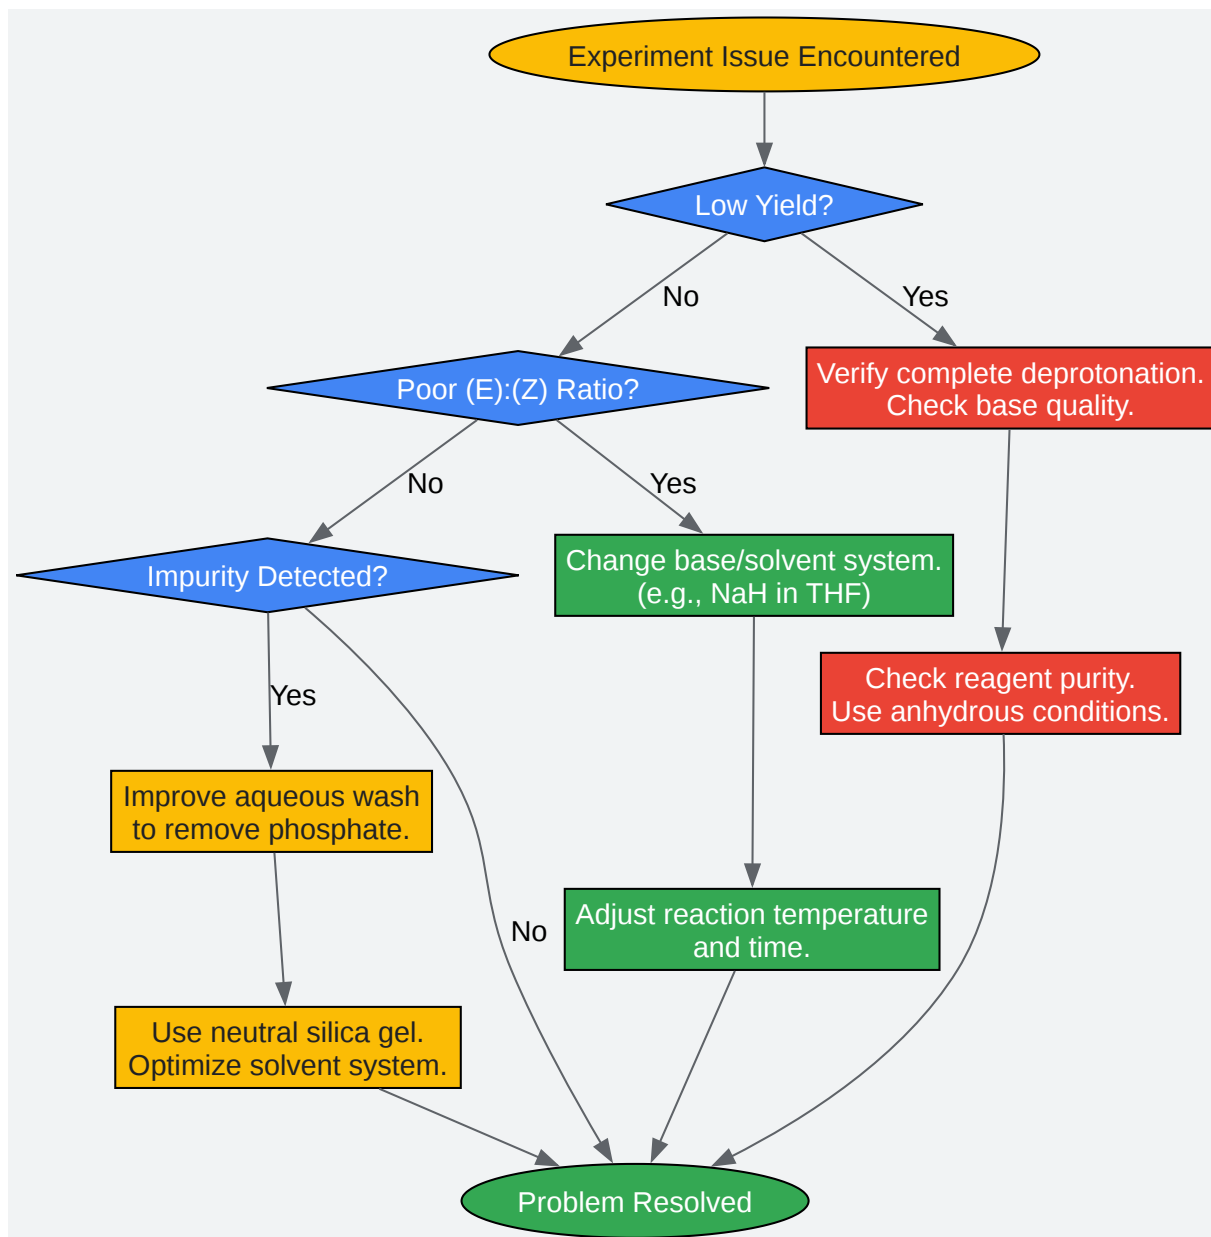 Experiment Issue Encountered
Low Yield?
No
Yes
Verify complete deprotonation.
Check base quality.
Poor (E):(Z) Ratio?
No
Yes
Change base/solvent system.
(e.g., NaH in THF)
Impurity Detected?
Check reagent purity.
Use anhydrous conditions.
Yes
Improve aqueous wash
to remove phosphate.
No
Adjust reaction temperature
and time.
Use neutral silica gel.
Optimize solvent system.
Problem Resolved